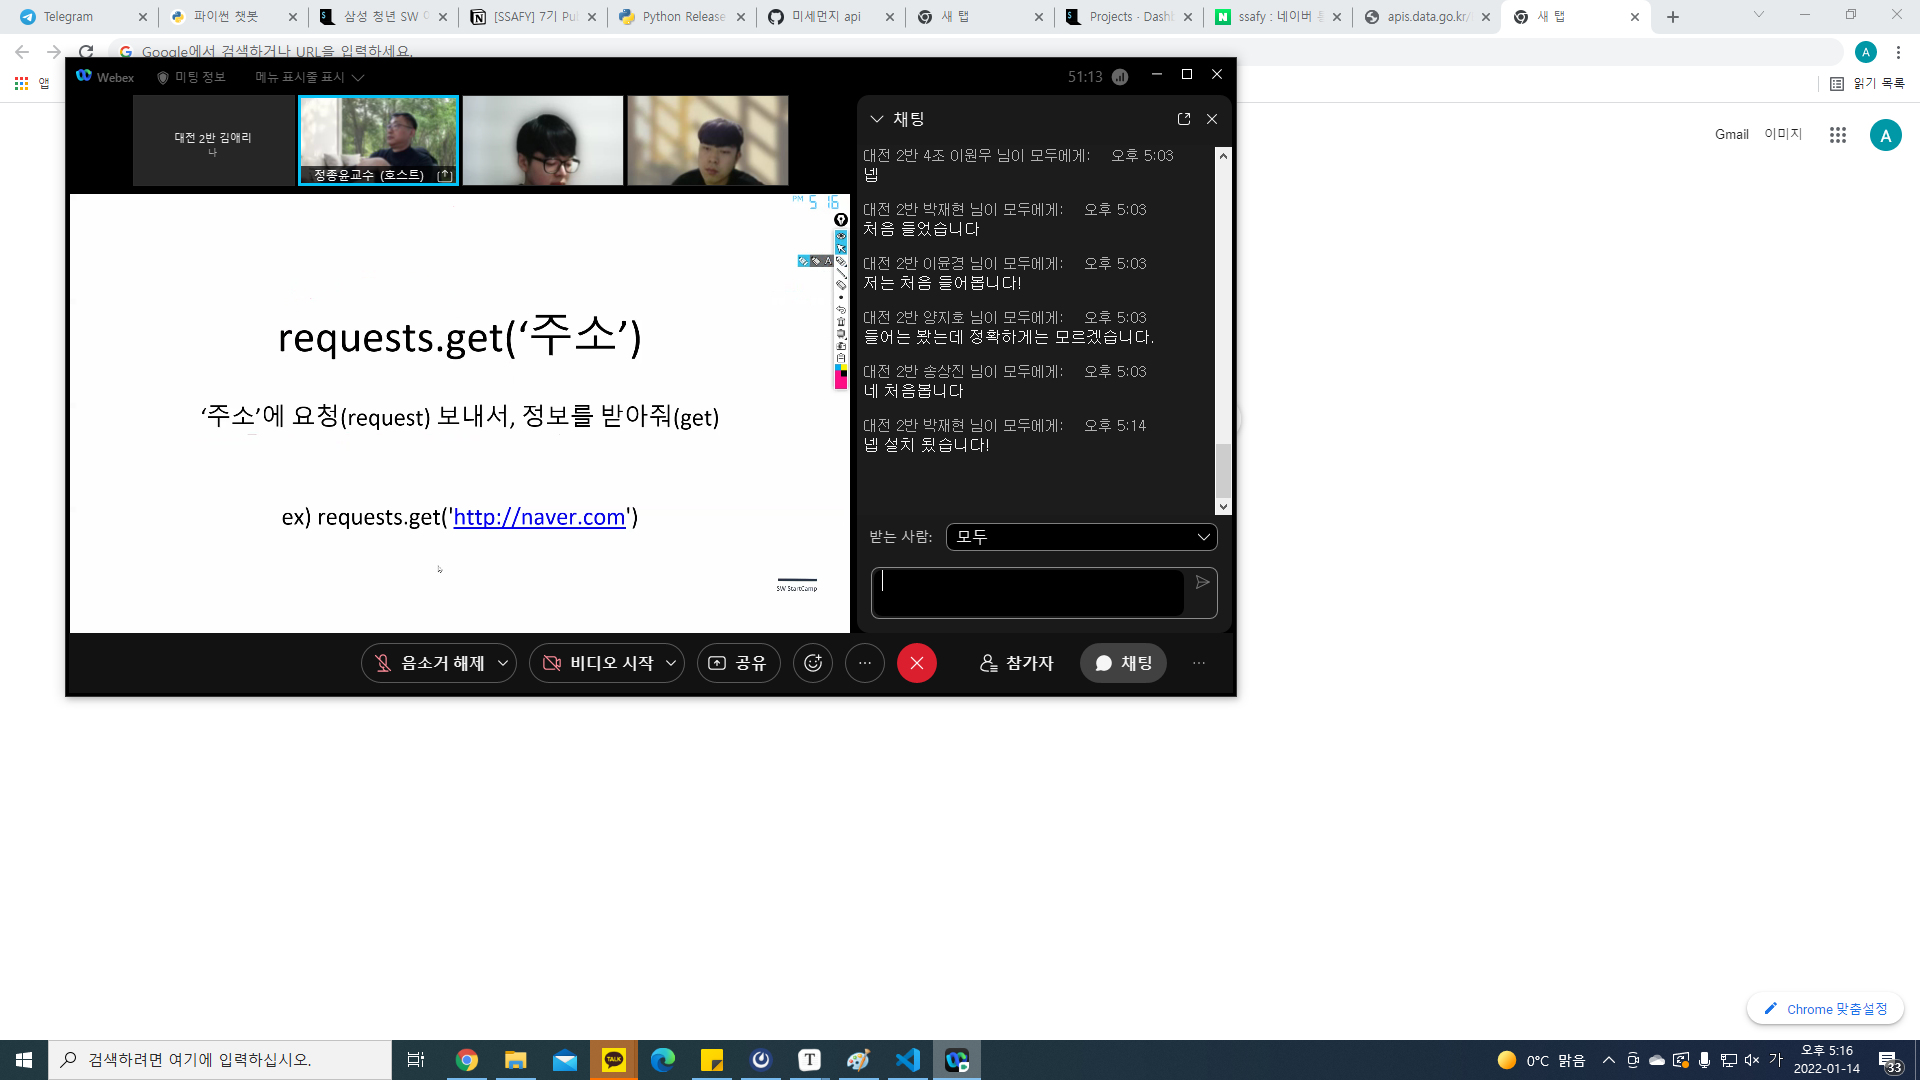 Telegram
파이썬 챗봇
삼성 청년 SW 아
[SSAFY] 7기 Pul
Python Release
미세먼지 api
새 탭
Projects · Dashb
ssafy : 네이버 통
apis.data.go.kr/
새 탭
Google에서 검색하거나 URL을 입력하세요.
A
앱
읽기 목록
Gmail
이미지
A
Webex
미팅 정보
메뉴 표시줄 표시
51:13
대전 2반 김애리
나
정종윤교수 (호스트)
PM 5 16
requests.get(‘주소’)
‘주소’에 요청(request) 보내서, 정보를 받아줘(get)
ex) requests.get('http://naver.com')
SW StartCamp
채팅
대전 2반 4조 이원우 님이 모두에게: 오후 5:03
넵
대전 2반 박재현 님이 모두에게: 오후 5:03
처음 들었습니다
대전 2반 이윤경 님이 모두에게: 오후 5:03
저는 처음 들어봅니다!
대전 2반 양지호 님이 모두에게: 오후 5:03
들어는 봤는데 정확하게는 모르겠습니다.
대전 2반 송상진 님이 모두에게: 오후 5:03
네 처음봅니다
대전 2반 박재현 님이 모두에게: 오후 5:14
넵 설치 됬습니다!
받는 사람:
모두
음소거 해제
비디오 시작
공유
참가자
채팅
Chrome 맞춤설정
검색하려면 여기에 입력하십시오.
TALK
T
0°C 맑음
가
오후 5:16
2022-01-14
33